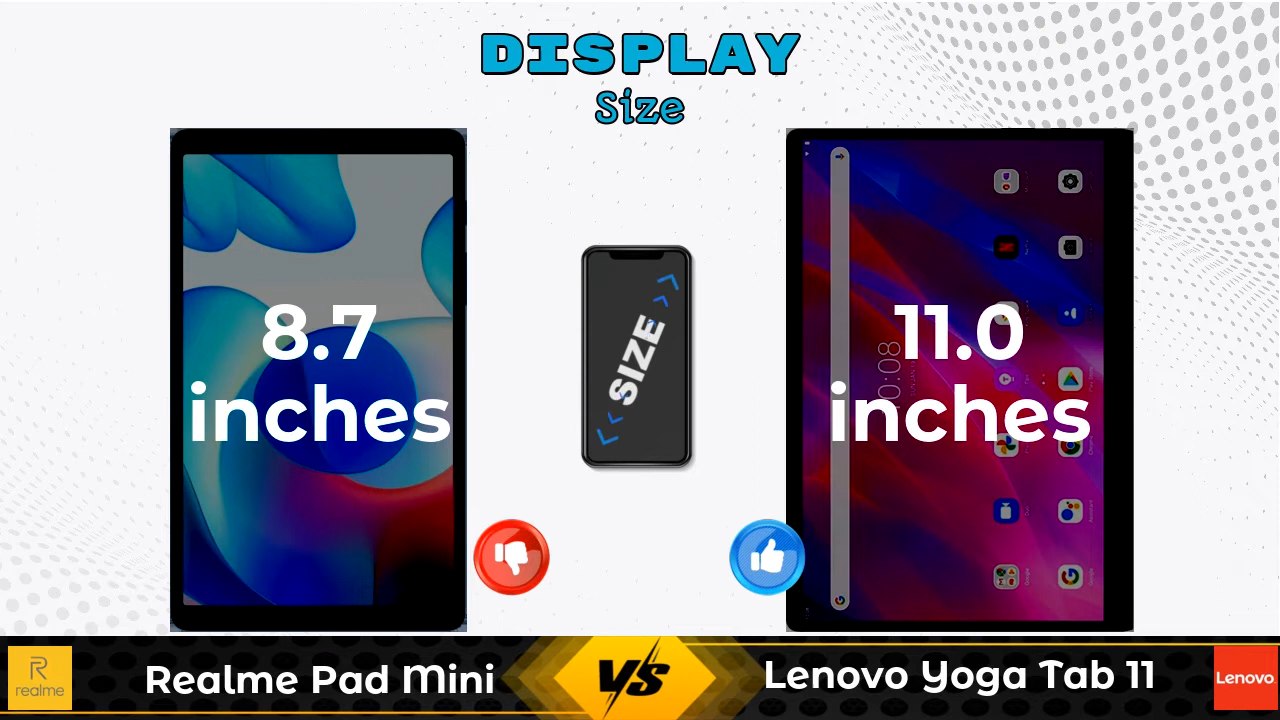 DISPLAY
Size
8.7
inches
SIZE
11.0
inches
realme
Realme Pad Mini
VS
Lenovo Yoga Tab 11
Lenovo